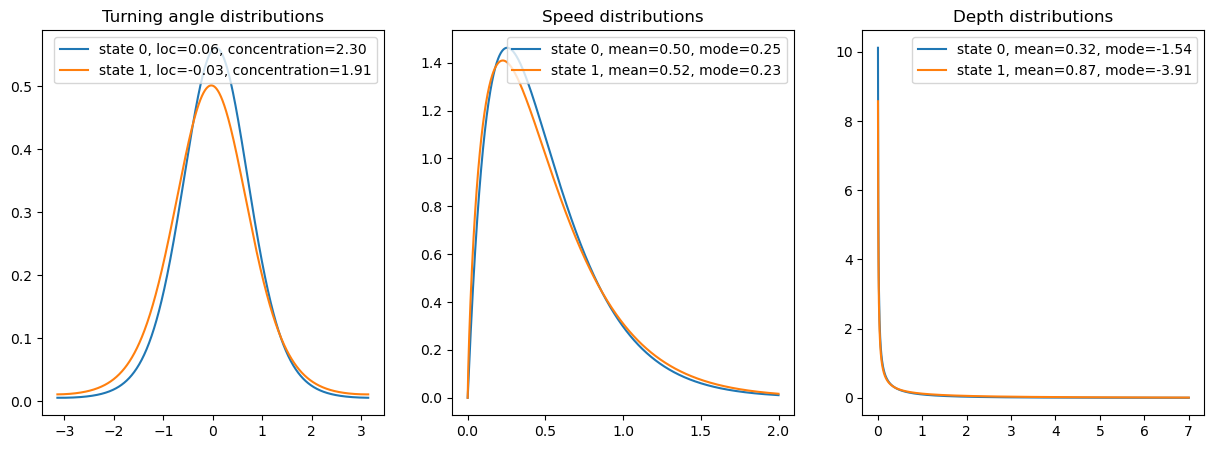 Turning angle distributions
state 0, loc=0.06, concentration=2.30
state 1, loc=-0.03, concentration=1.91
0.5
0.4
0.3
0.2
0.1
0.0
−3 −2 −1 0 1 2 3
Speed distributions
state 0, mean=0.50, mode=0.25
state 1, mean=0.52, mode=0.23
1.4
1.2
1.0
0.8
0.6
0.4
0.2
0.0
0.0 0.5 1.0 1.5 2.0
Depth distributions
state 0, mean=0.32, mode=-1.54
state 1, mean=0.87, mode=-3.91
10
8
6
4
2
0
0 1 2 3 4 5 6 7